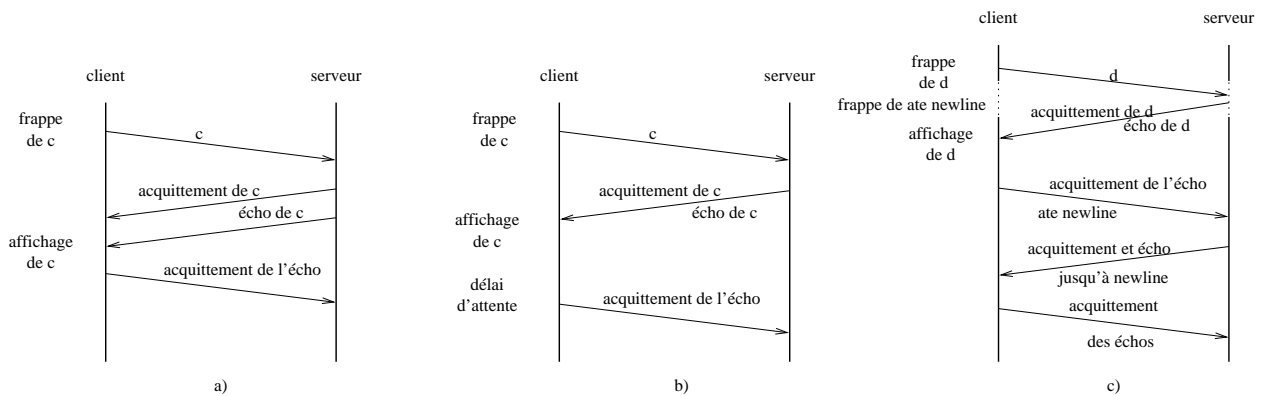 client serveur
frappe
de c
c
acquittement de c
écho de c
affichage
de c
acquittement de l'écho
a)
client serveur
frappe
de c
c
acquittement de c
écho de c
affichage
de c
délai
d'attente
acquittement de l'écho
b)
client serveur
frappe
de d
d
frappe de ate newline
acquittement de d
écho de d
affichage
de d
acquittement de l'écho
ate newline
acquittement et écho
jusqu'à newline
acquittement
des échos
c)